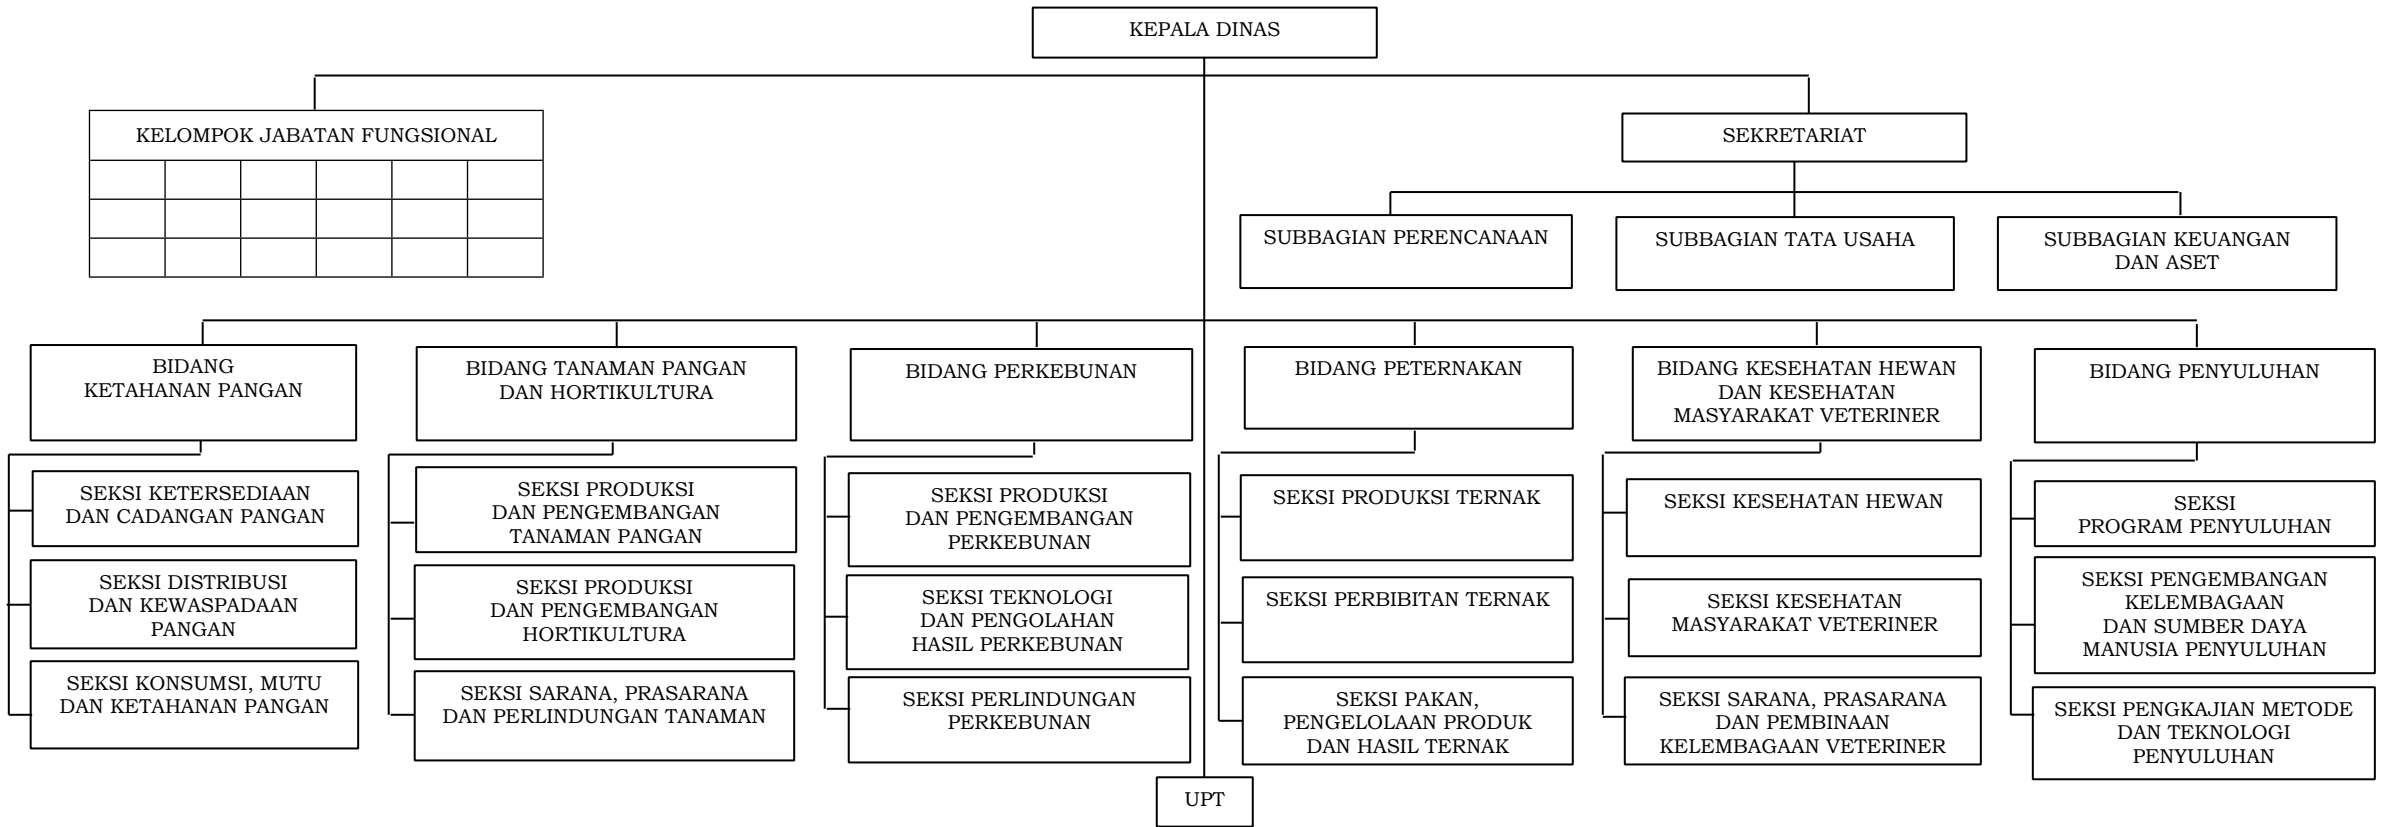 KEPALA DINAS
KELOMPOK JABATAN FUNGSIONAL
SEKRETARIAT
SUBBAGIAN PERENCANAAN
SUBBAGIAN TATA USAHA
SUBBAGIAN KEUANGAN
DAN ASET
BIDANG
KETAHANAN PANGAN
SEKSI KETERSEDIAAN
DAN CADANGAN PANGAN
SEKSI DISTRIBUSI
DAN KEWASPADAAN
PANGAN
SEKSI KONSUMSI, MUTU
DAN KETAHANAN PANGAN
BIDANG TANAMAN PANGAN
DAN HORTIKULTURA
SEKSI PRODUKSI
DAN PENGEMBANGAN
TANAMAN PANGAN
SEKSI PRODUKSI
DAN PENGEMBANGAN
HORTIKULTURA
SEKSI SARANA, PRASARANA
DAN PERLINDUNGAN TANAMAN
BIDANG PERKEBUNAN
SEKSI PRODUKSI
DAN PENGEMBANGAN
PERKEBUNAN
SEKSI TEKNOLOGI
DAN PENGOLAHAN
HASIL PERKEBUNAN
SEKSI PERLINDUNGAN
PERKEBUNAN
BIDANG PETERNAKAN
SEKSI PRODUKSI TERNAK
SEKSI PERBIBITAN TERNAK
SEKSI PAKAN,
PENGELOLAAN PRODUK
DAN HASIL TERNAK
BIDANG KESEHATAN HEWAN
DAN KESEHATAN
MASYARAKAT VETERINER
SEKSI KESEHATAN HEWAN
SEKSI KESEHATAN
MASYARAKAT VETERINER
SEKSI SARANA, PRASARANA
DAN PEMBINAAN
KELEMBAGAAN VETERINER
BIDANG PENYULUHAN
SEKSI
PROGRAM PENYULUHAN
SEKSI PENGEMBANGAN
KELEMBAGAAN
DAN SUMBER DAYA
MANUSIA PENYULUHAN
SEKSI PENGKAJIAN METODE
DAN TEKNOLOGI
PENYULUHAN
UPT